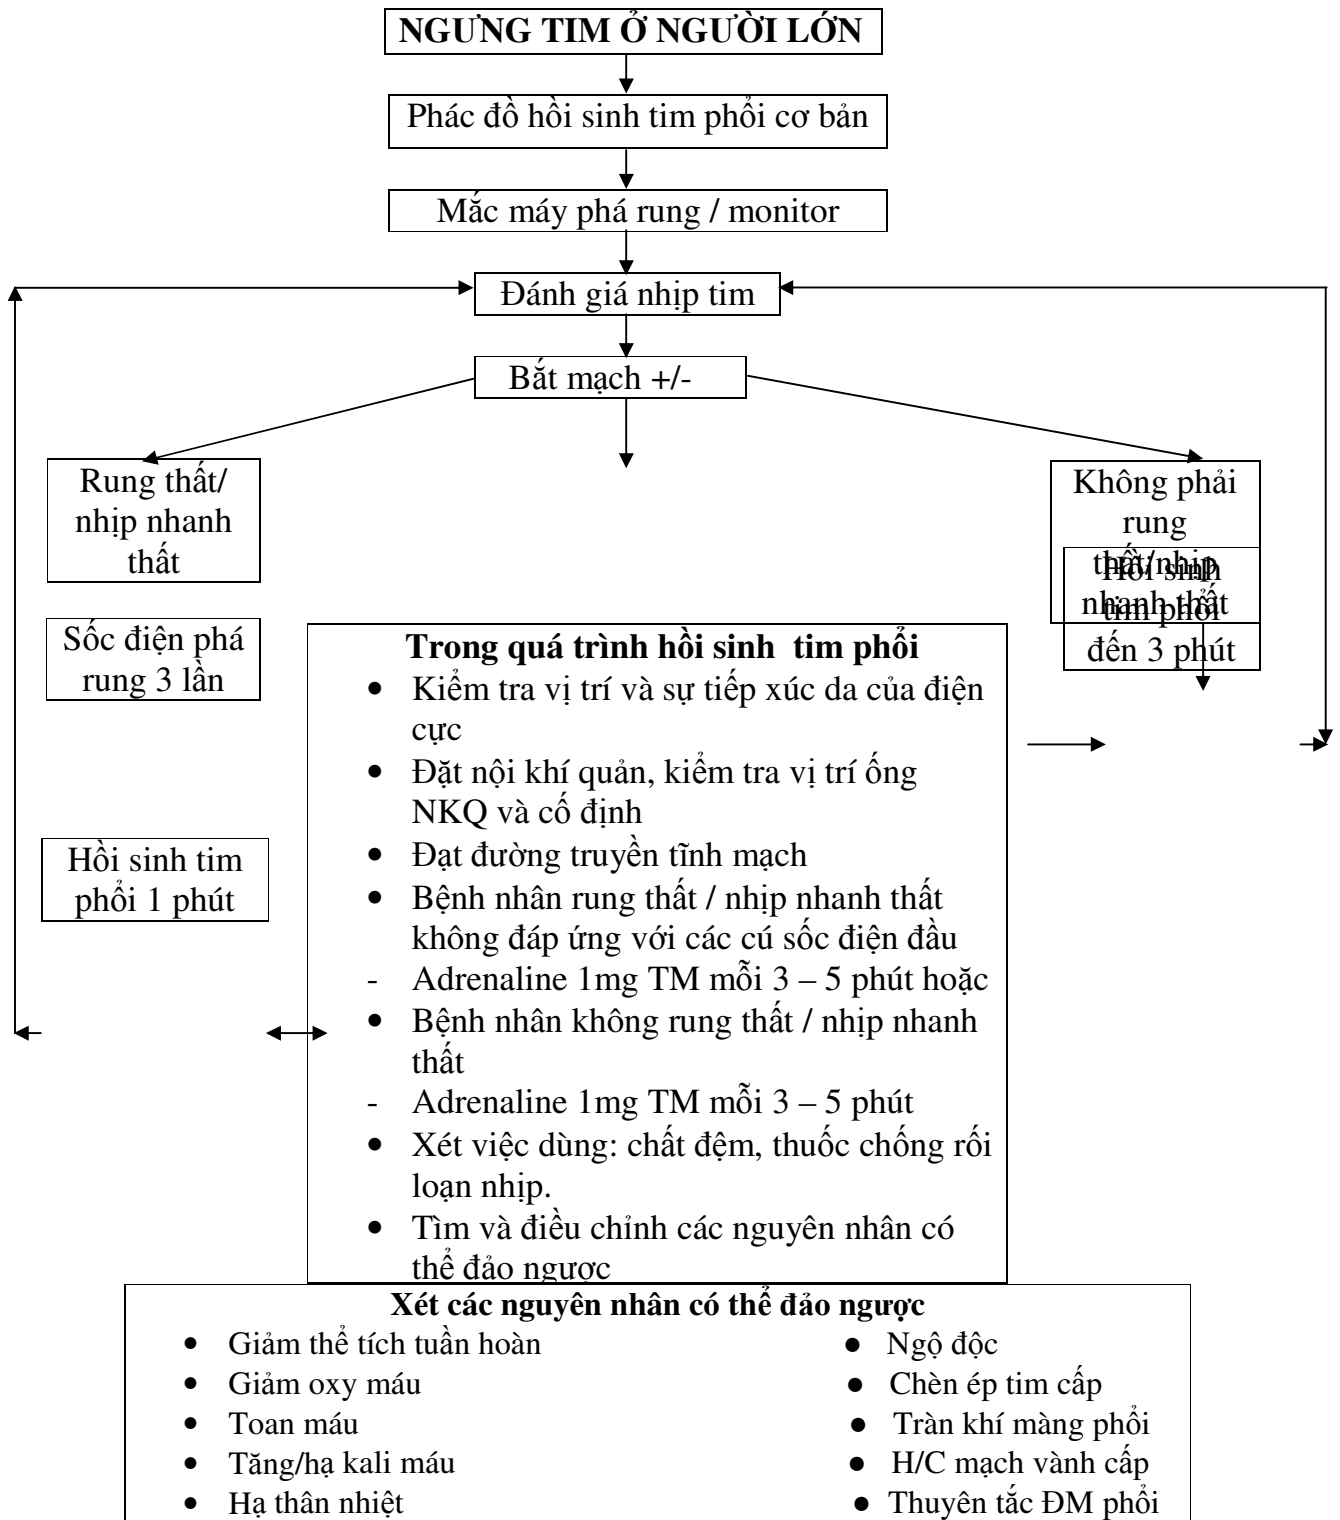 NGƯNG TIM Ở NGƯỜI LỚN
Phác đồ hồi sinh tim phổi cơ bản
Mắc máy phá rung / monitor
Đánh giá nhịp tim
Bắt mạch +/-
Rung thất/
nhịp nhanh
thất
Không phải
rung
thất/nhịp
nhanh thất
Hồi sinh
tim phổi
đến 3 phút
Sốc điện phá
rung 3 lần
Hồi sinh tim
phổi 1 phút
Trong quá trình hồi sinh tim phổi
• Kiểm tra vị trí và sự tiếp xúc da của điện
cực
• Đặt nội khí quản, kiểm tra vị trí ống
NKQ và cố định
• Đạt đường truyền tĩnh mạch
• Bệnh nhân rung thất / nhịp nhanh thất
không đáp ứng với các cú sốc điện đầu
- Adrenaline 1mg TM mỗi 3 – 5 phút hoặc
• Bệnh nhân không rung thất / nhịp nhanh
thất
- Adrenaline 1mg TM mỗi 3 – 5 phút
• Xét việc dùng: chất đệm, thuốc chống rối
loạn nhịp.
• Tìm và điều chỉnh các nguyên nhân có
thể đảo ngược
Xét các nguyên nhân có thể đảo ngược
• Giảm thể tích tuần hoàn
• Giảm oxy máu
• Toan máu
• Tăng/hạ kali máu
• Hạ thân nhiệt
• Ngộ độc
• Chèn ép tim cấp
• Tràn khí màng phổi
• H/C mạch vành cấp
• Thuyên tắc ĐM phổi